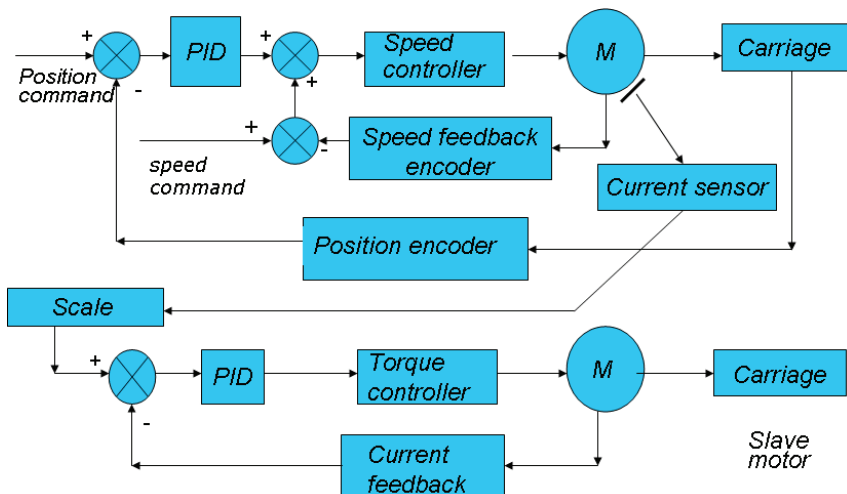 +
PID
+
Speed
controller
M
Carriage
Position
command
-
+
+
-
speed
command
Speed feedback
encoder
Current sensor
Position encoder
Scale
+
PID
Torque
controller
M
Carriage
-
Current
feedback
Slave
motor